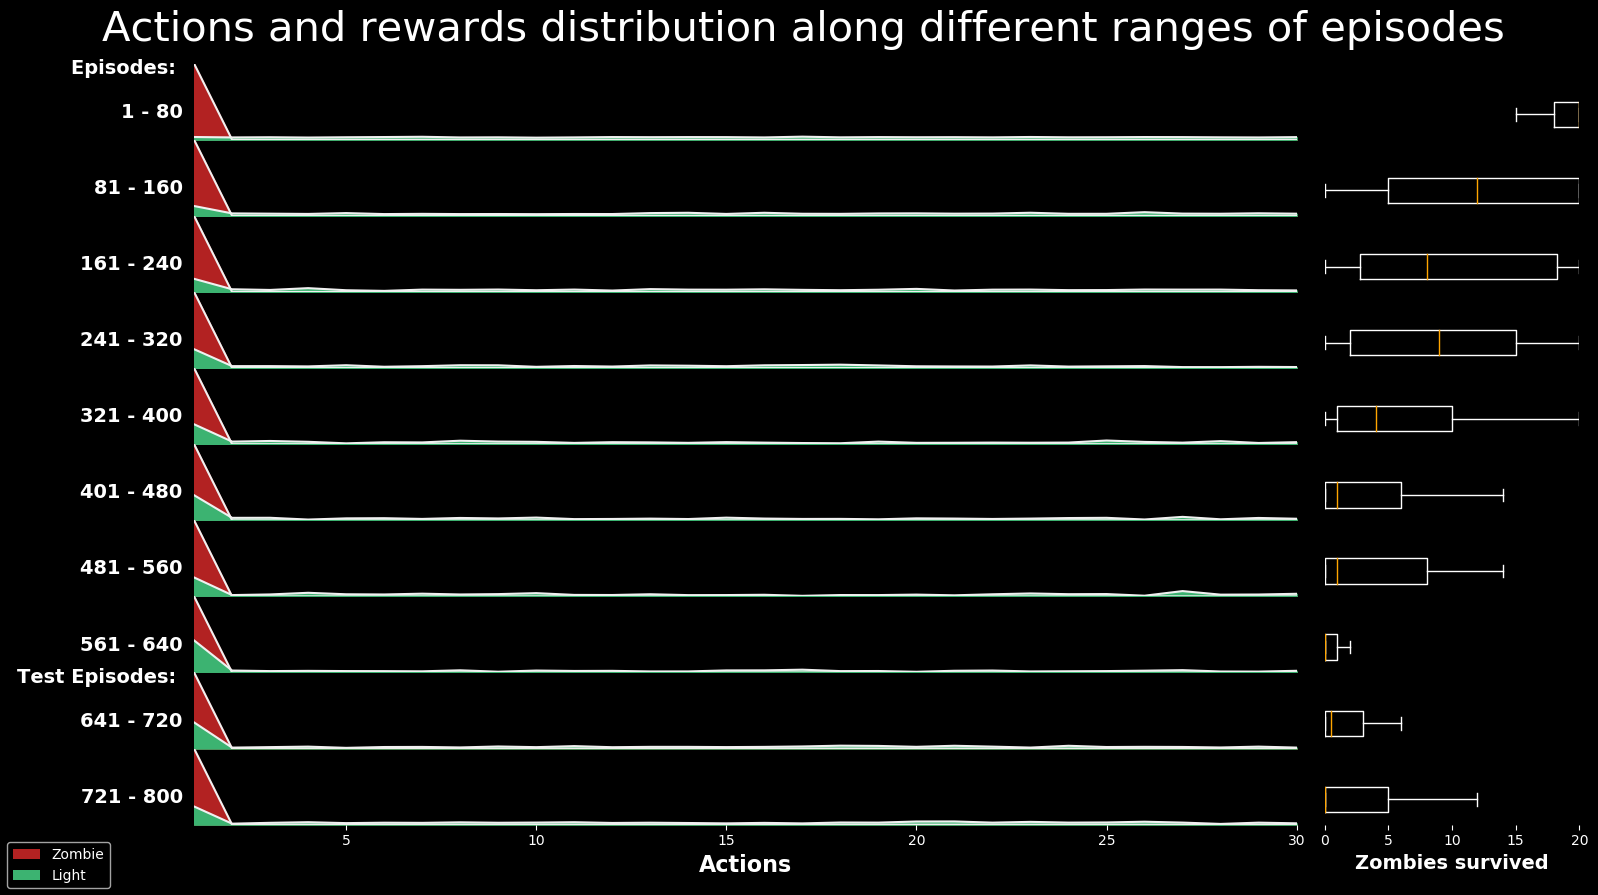 Actions and rewards distribution along different ranges of episodes
Episodes:
1 - 80
81 - 160
161 - 240
241 - 320
321 - 400
401 - 480
481 - 560
561 - 640
Test Episodes:
641 - 720
721 - 800
5 10 15 20 25 30
Actions
0 5 10 15 20
Zombies survived
Zombie
Light